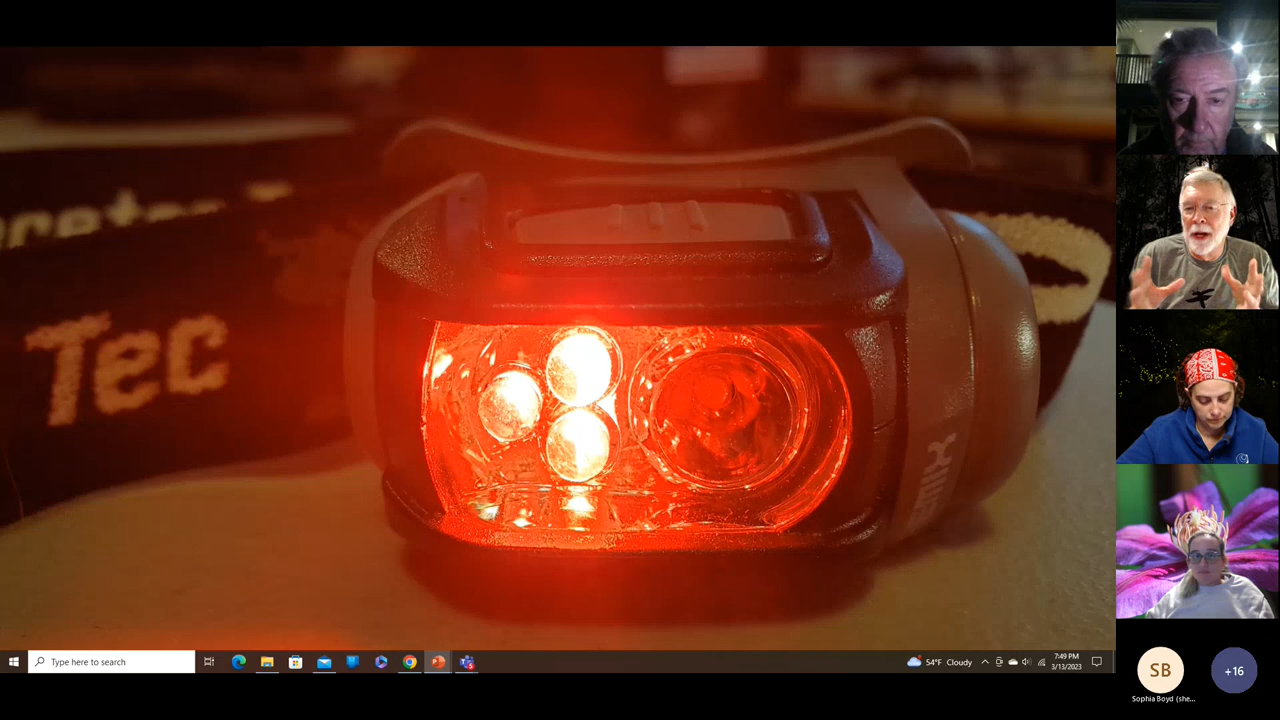 Tec
Type here to search
54°F Cloudy
7:49 PM
3/13/2023
SB
+16
Sophia Boyd (she...